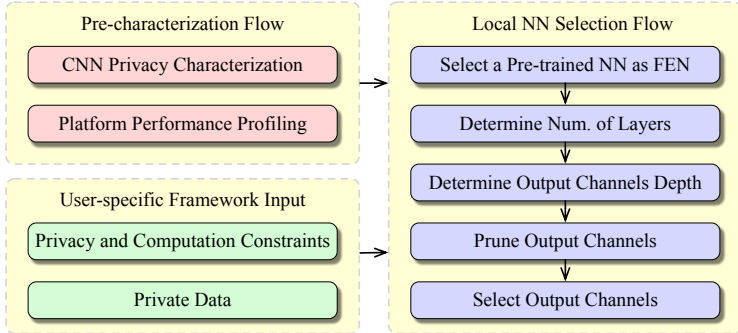 Pre-characterization Flow
CNN Privacy Characterization
Platform Performance Profiling
User-specific Framework Input
Privacy and Computation Constraints
Private Data
Local NN Selection Flow
Select a Pre-trained NN as FEN
Determine Num. of Layers
Determine Output Channels Depth
Prune Output Channels
Select Output Channels